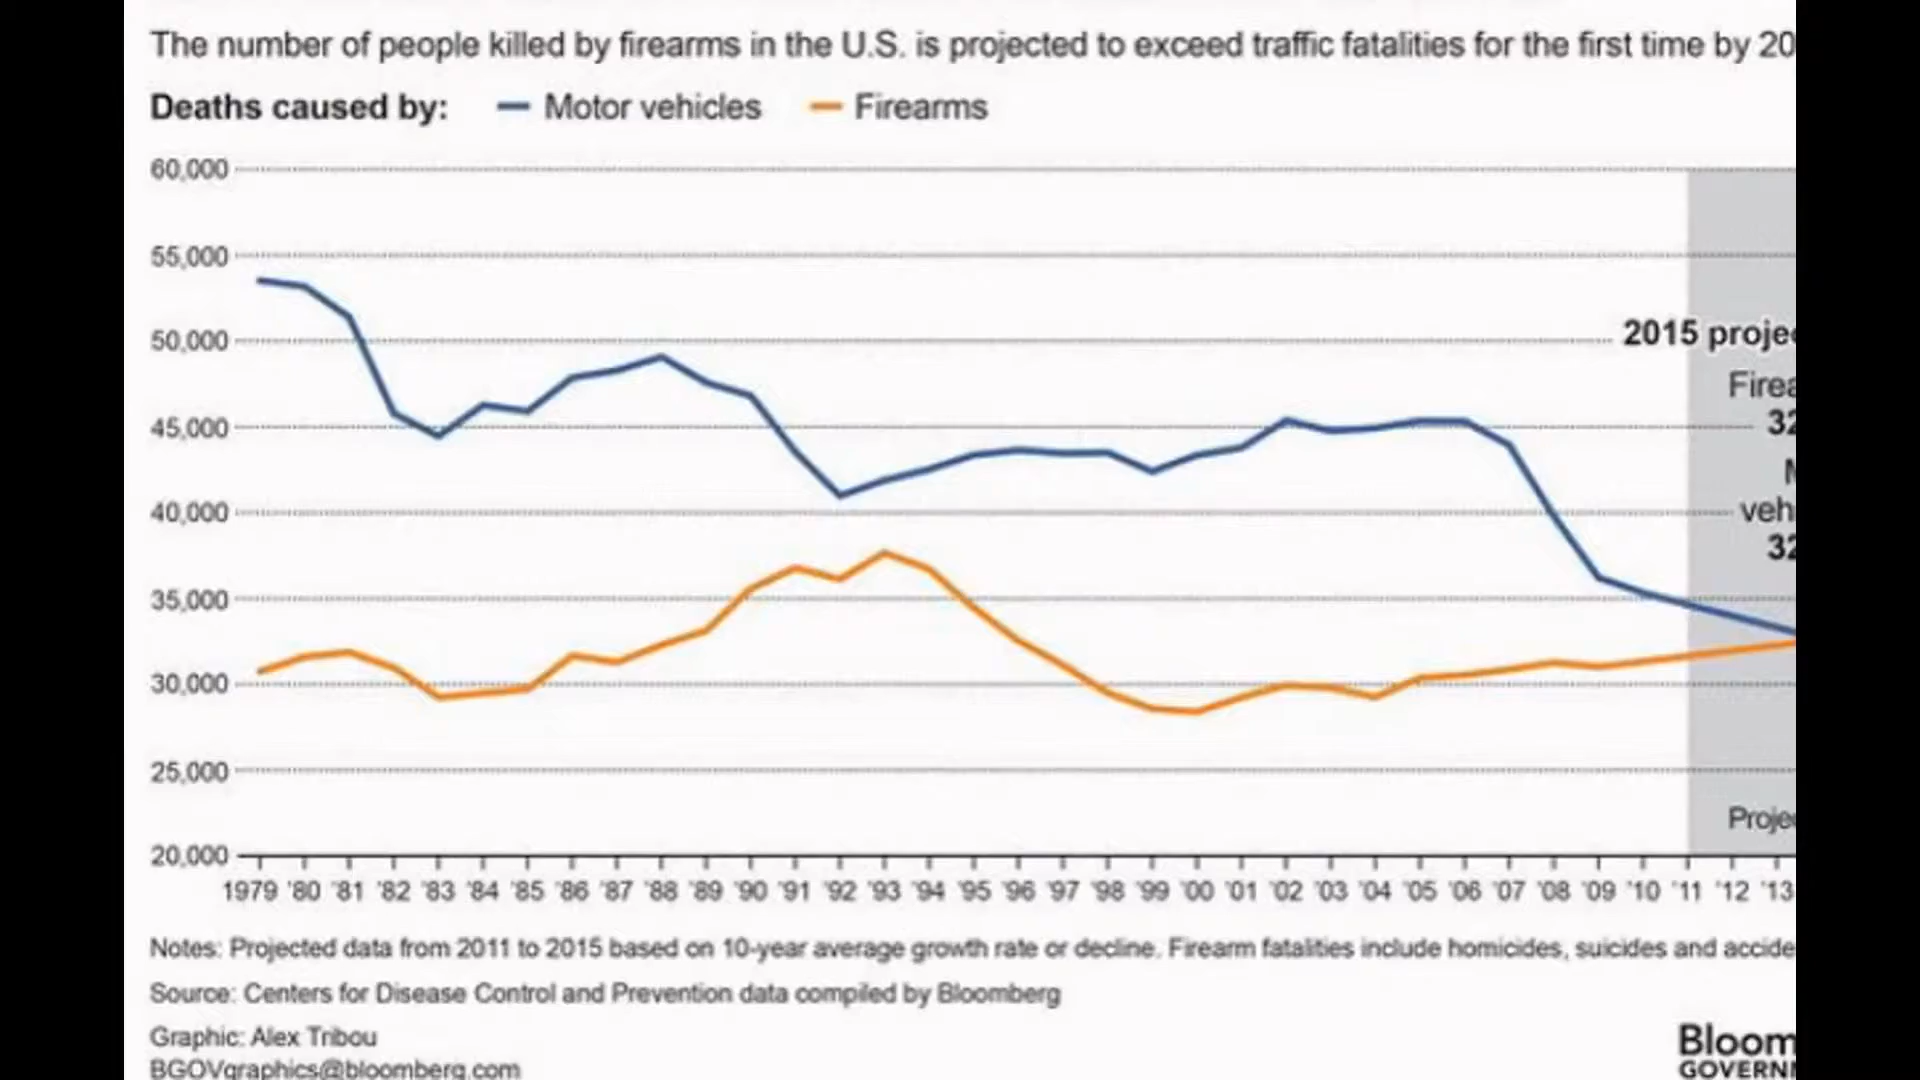 The number of people killed by firearms in the U.S. is projected to exceed traffic fatalities for the first time by 20
Deaths caused by: Motor vehicles Firearms
60,000
55,000
50,000
2015 projec
Firea
45,000
32
veh
40,000
32
35,000
30,000
25,000
Projec
20,000
1979 '80 '81 '82 '83 '84 '85 '86 '87 '88 '89 '90 '91 '92 '93 '94 '95 '96 '97 '98 '99 '00 '01 '02 '03 '04 '05 '06 '07 '08 '09 '10 '11 '12 '13
Notes: Projected data from 2011 to 2015 based on 10-year average growth rate or decline. Firearm fatalities include homicides, suicides and accide
Source: Centers for Disease Control and Prevention data compiled by Bloomberg
Graphic: Alex Tribou
BGOVgraphics@bloomberg.com
Bloom
GOVERN